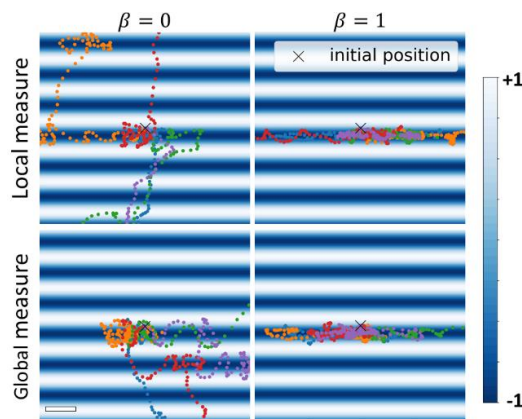 β = 0
β = 1
Local measure
× initial position
+1
Global measure
-1